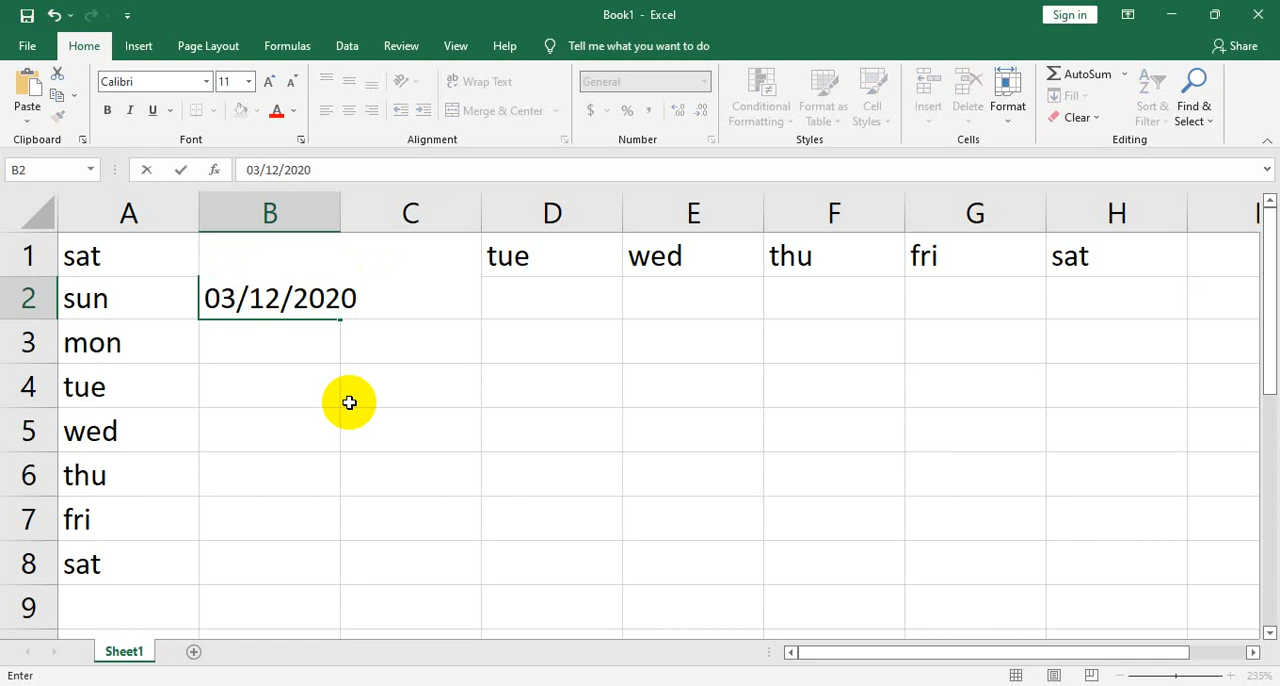 Book1 - Excel
Sign in
File Home Insert Page Layout Formulas Data Review View Help Tell me what you want to do Share
Calibri 11 A A ab Wrap Text General AutoSum
Paste B I U A Merge & Center $ % , Conditional Formatting Format as Table Cell Styles Insert Delete Format Fill Clear Sort & Filter Find & Select
Clipboard Font Alignment Number Styles Cells Editing
B2 fx 03/12/2020
A B C D E F G H I
1 sat tue wed thu fri sat
2 sun 03/12/2020
3 mon
4 tue
5 wed
6 thu
7 fri
8 sat
9
Sheet1
Enter 235%